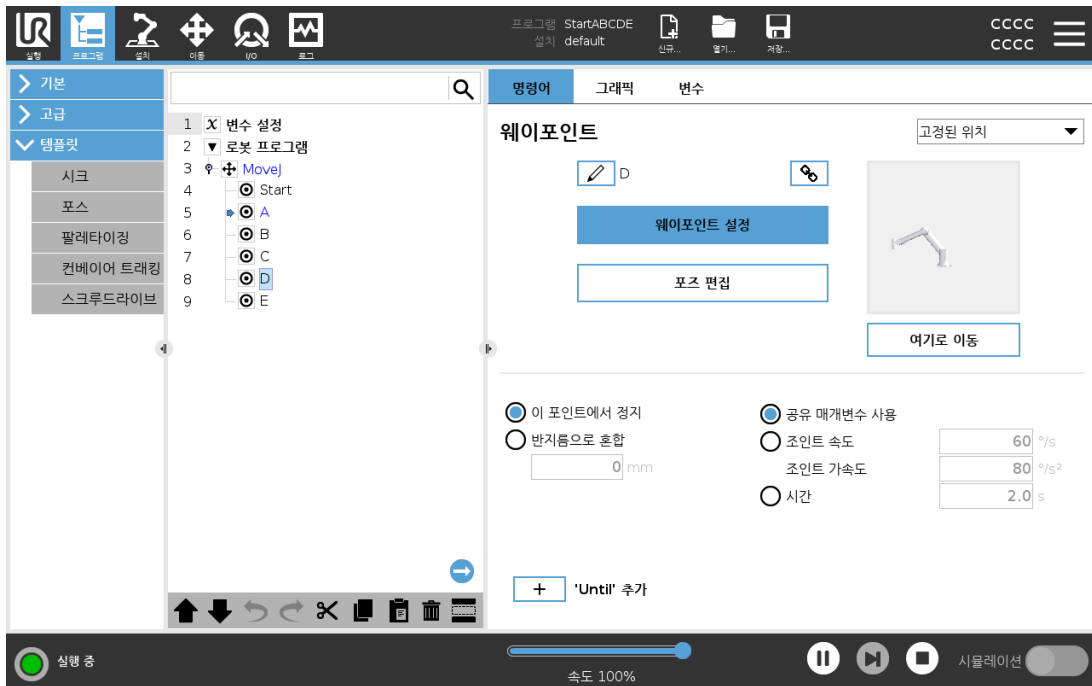 프로그램 StartABCDE
설치 default
CCCC
CCCC
실행 프로그램 설치 이동 I/O 로그 신규... 열기... 저장...
기본
고급
템플릿
시크
포스
팔레타이징
컨베이어 트래킹
스크루드라이브
1 x 변수 설정
2 로봇 프로그램
3 MoveJ
4 Start
5 A
6 B
7 C
8 D
9 E
명령어 그래픽 변수
웨이포인트 고정된 위치
D
웨이포인트 설정
포즈 편집
여기로 이동
이 포인트에서 정지
반지름으로 혼합
0 mm
공유 매개변수 사용
조인트 속도 60 °/s
조인트 가속도 80 °/s²
시간 2.0 s
+ 'Until' 추가
실행 중
속도 100%
시뮬레이션